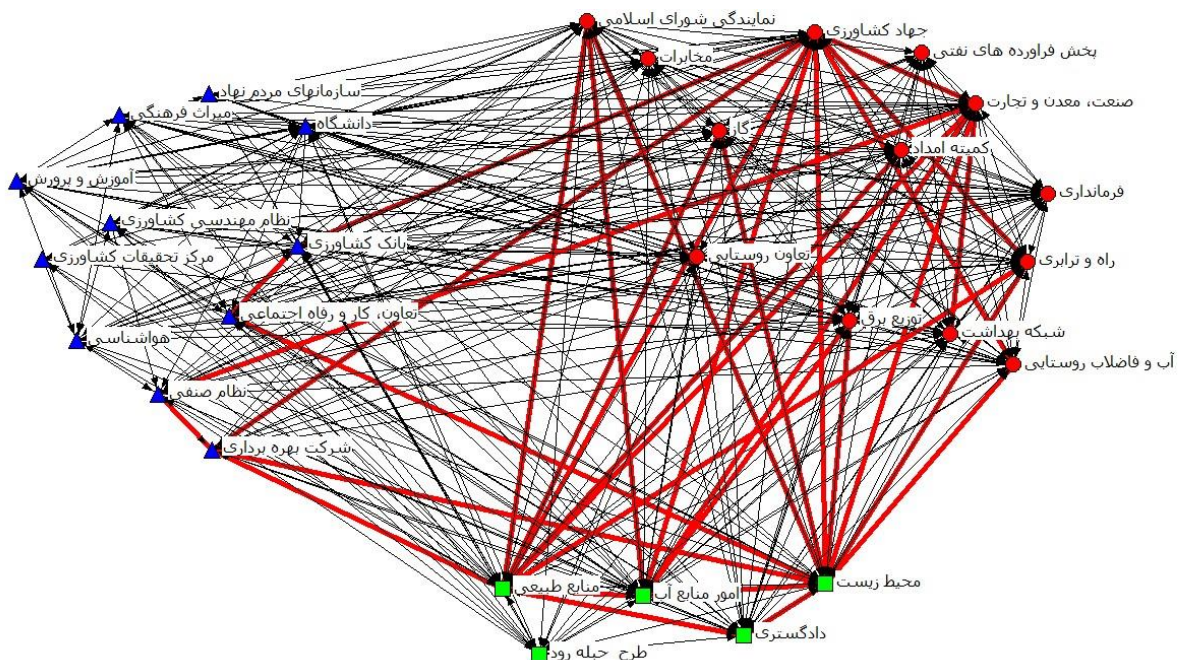 نمایندگی شورای اسلامی
جهاد کشاورزی
پخش فراورده های نفتی
مخابرات
سازمانهای مردم نهاد
صنعت، معدن و تجارت
میراث فرهنگی
دانشگاه
گاز
کمیته امداد
آموزش و پرورش
فرمانداری
نظام مهندسی کشاورزی
بانک کشاورزی
تعاون روستایی
مرکز تحقیقات کشاورزی
راه و ترابری
تعاون، کار و رفاه اجتماعی
توزیع برق
شبکه بهداشت
هواشناسی
آب و فاضلاب روستایی
نظام صنفی
شرکت بهره برداری
منابع طبیعی
امور منابع آب
محیط زیست
دادگستری
طرح حبله رود